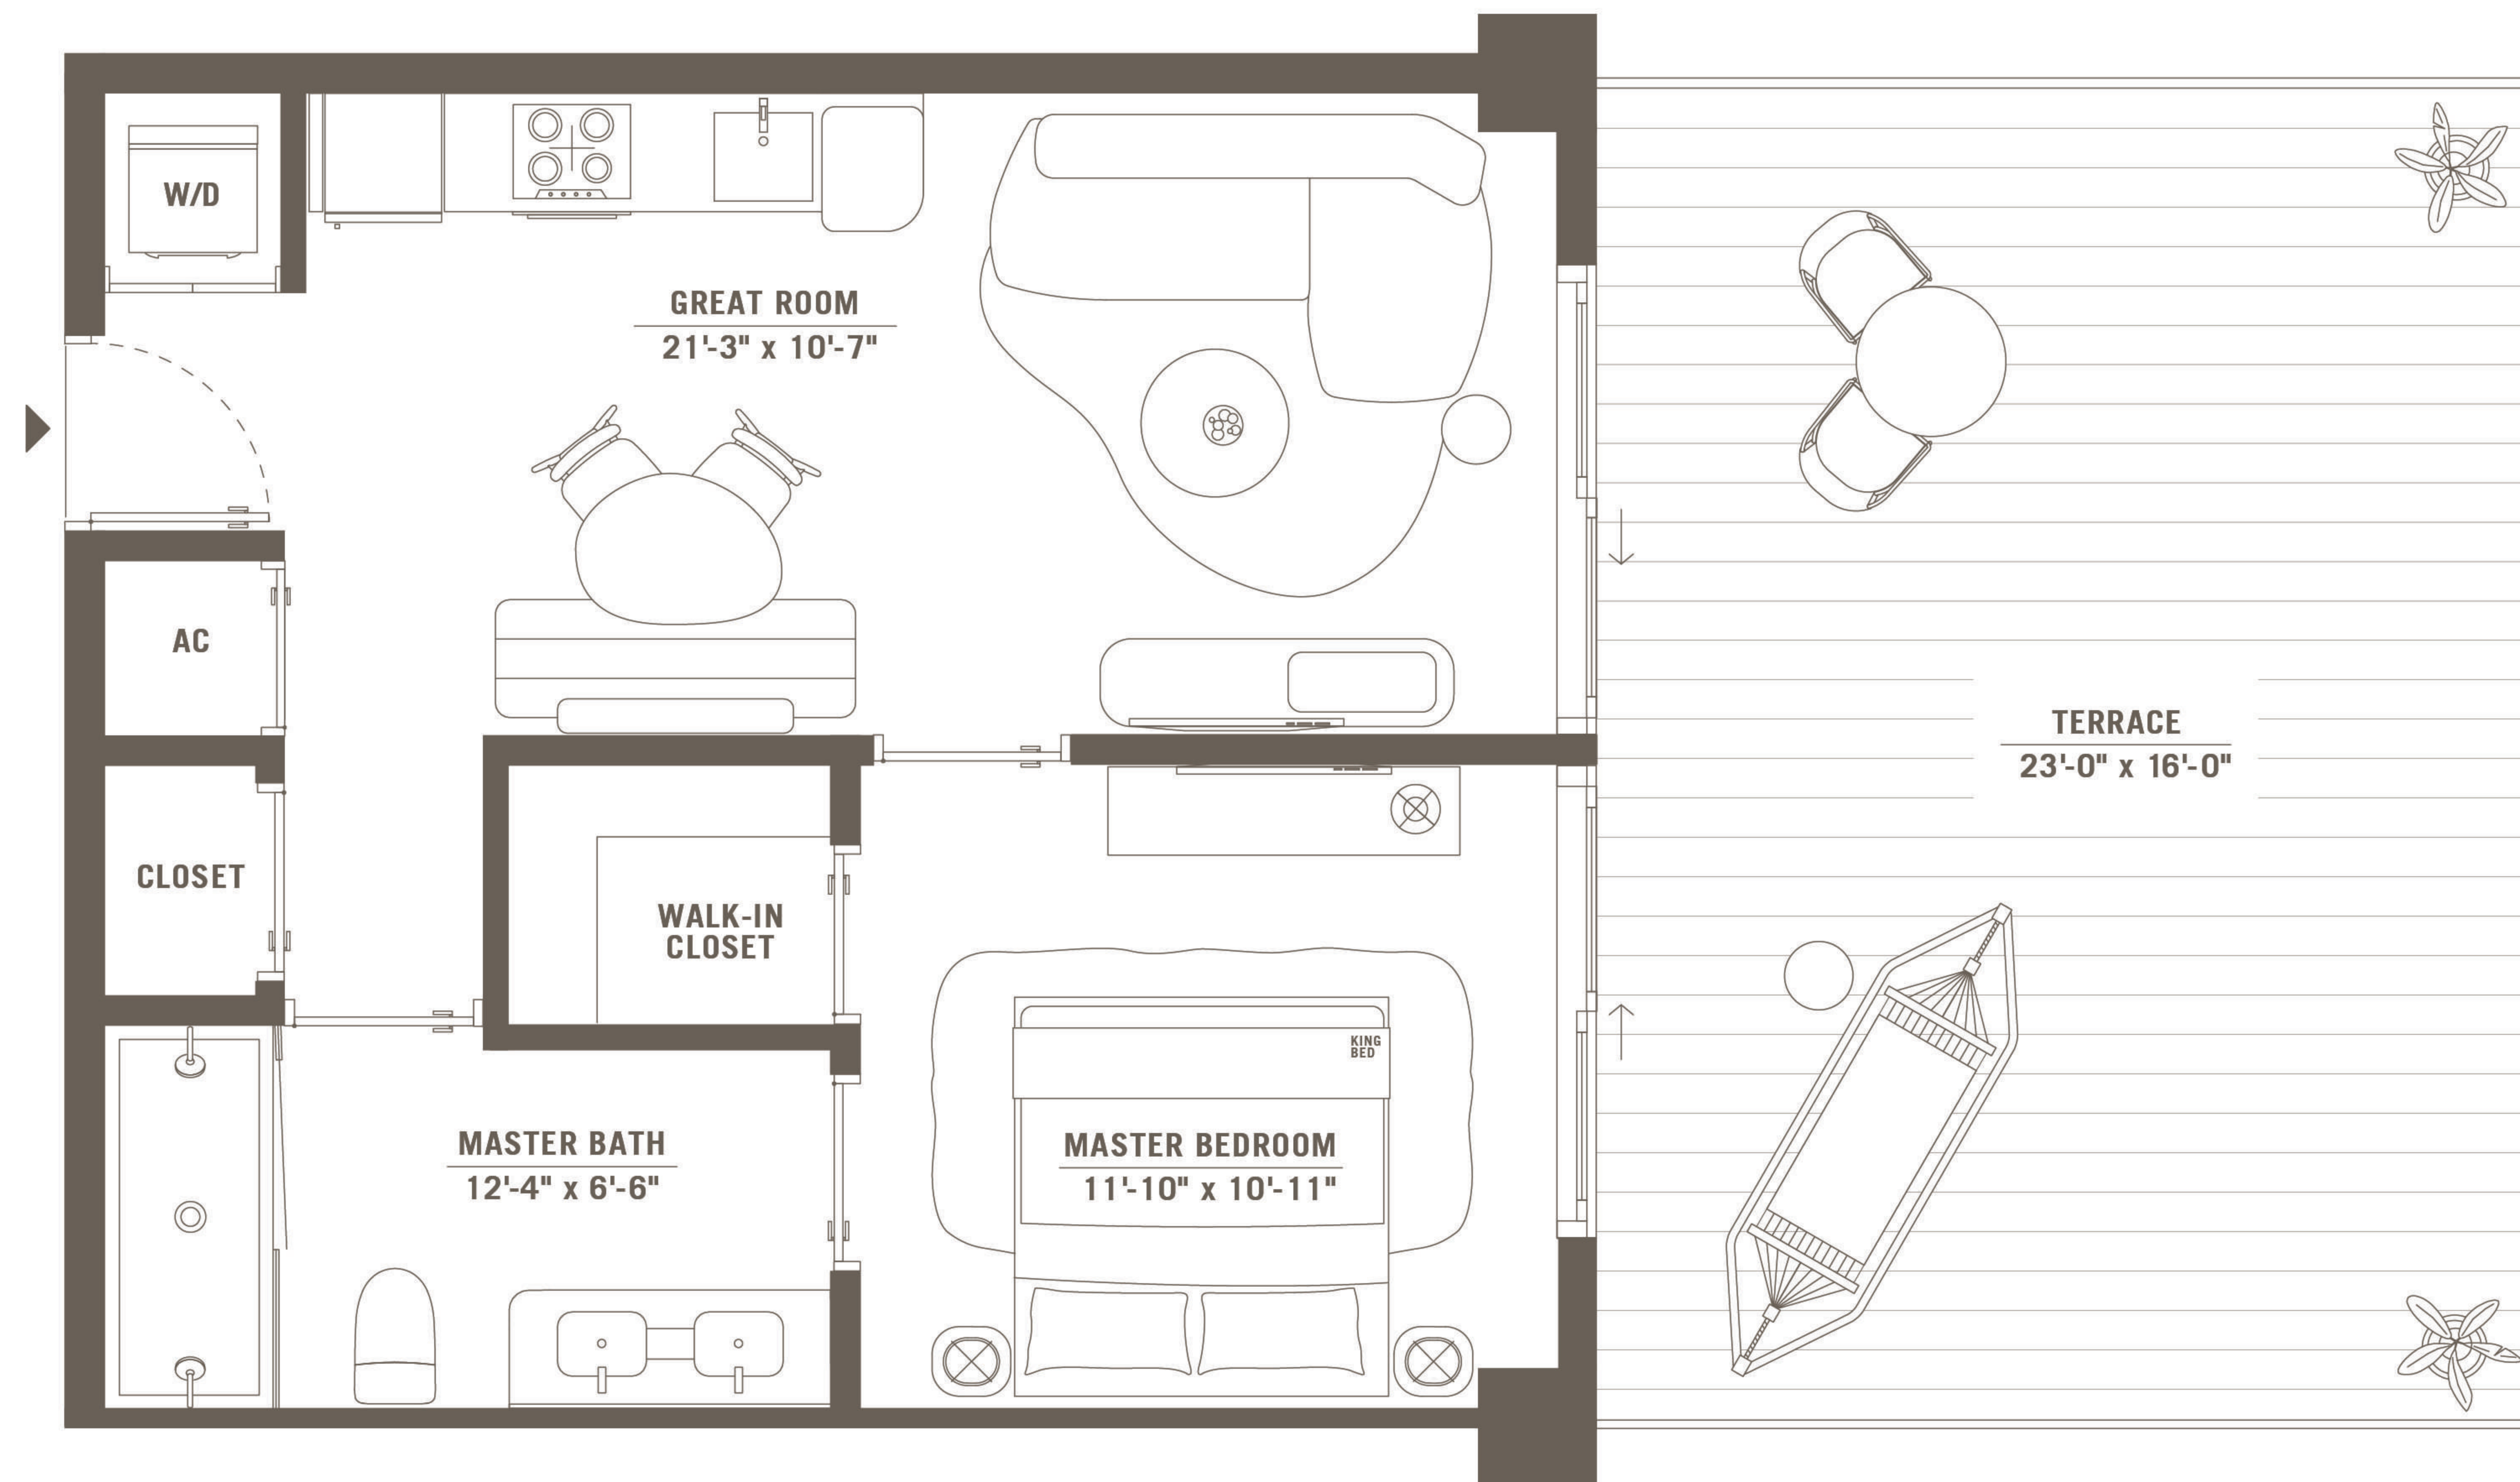 W/D
GREAT ROOM
21'-3" x 10'-7"
AC
TERRACE
23'-0" x 16'-0"
CLOSET
WALK-IN
CLOSET
KING
BED
MASTER BATH
12'-4" x 6'-6"
MASTER BEDROOM
11'-10" x 10'-11"